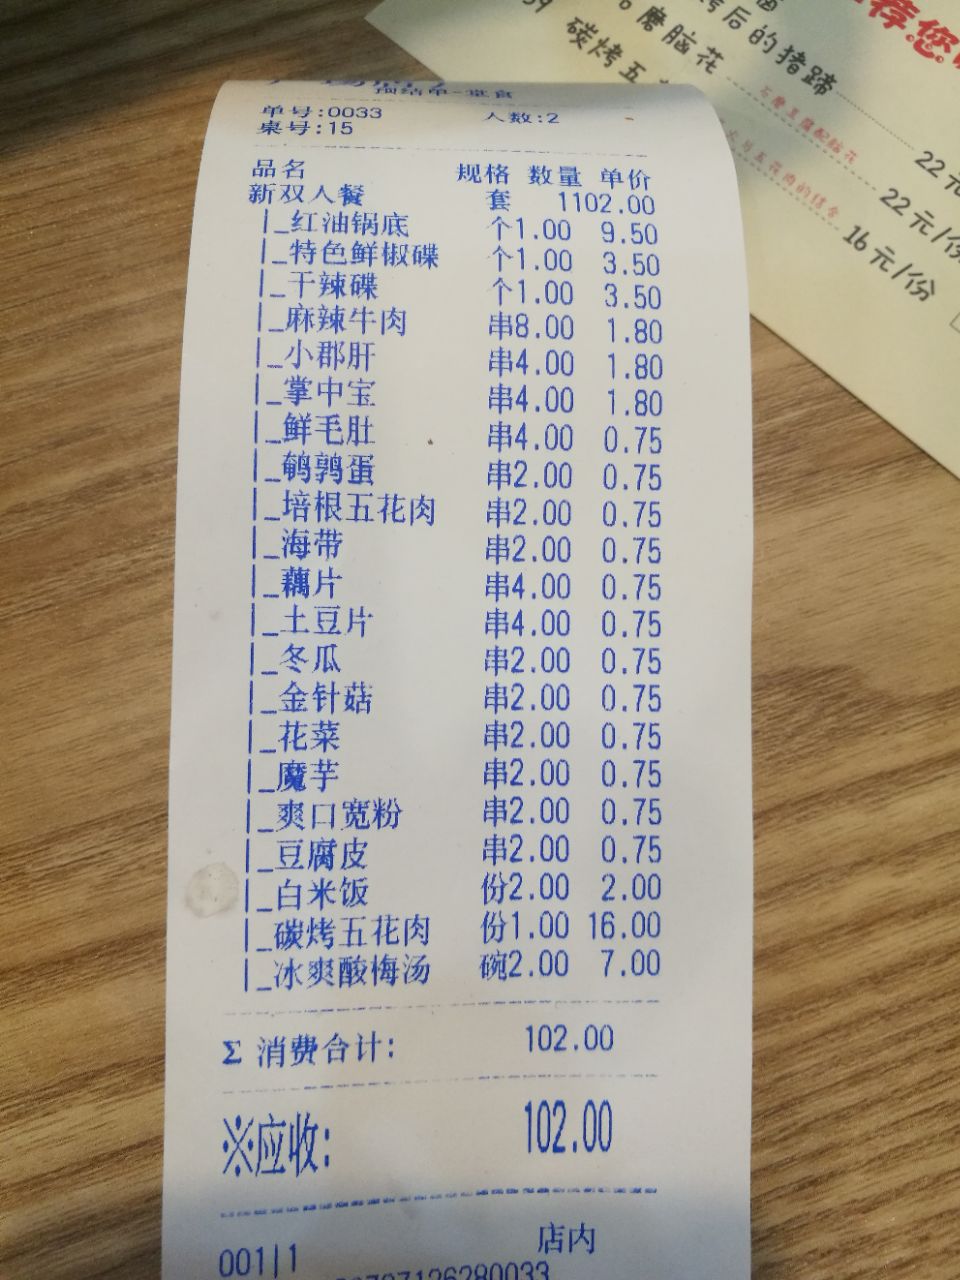 磨脑花
烤后的猪蹄
碳烤五
荐您
22元
22元/份
16元/份
预结单-堂食
单号:0033 人数:2
桌号:15
品名 规格 数量 单价
新双人餐 套 1102.00
|_红油锅底 个1.00 9.50
|_特色鲜椒碟 个1.00 3.50
|_干辣碟 个1.00 3.50
|_麻辣牛肉 串8.00 1.80
|_小郡肝 串4.00 1.80
|_掌中宝 串4.00 1.80
|_鲜毛肚 串4.00 0.75
|_鹌鹑蛋 串2.00 0.75
|_培根五花肉 串2.00 0.75
|_海带 串2.00 0.75
|_藕片 串4.00 0.75
|_土豆片 串4.00 0.75
|_冬瓜 串2.00 0.75
|_金针菇 串2.00 0.75
|_花菜 串2.00 0.75
|_魔芋 串2.00 0.75
|_爽口宽粉 串2.00 0.75
|_豆腐皮 串2.00 0.75
|_白米饭 份2.00 2.00
|_碳烤五花肉 份1.00 16.00
|_冰爽酸梅汤 碗2.00 7.00
Σ 消费合计: 102.00
※应收: 102.00
001|1 店内